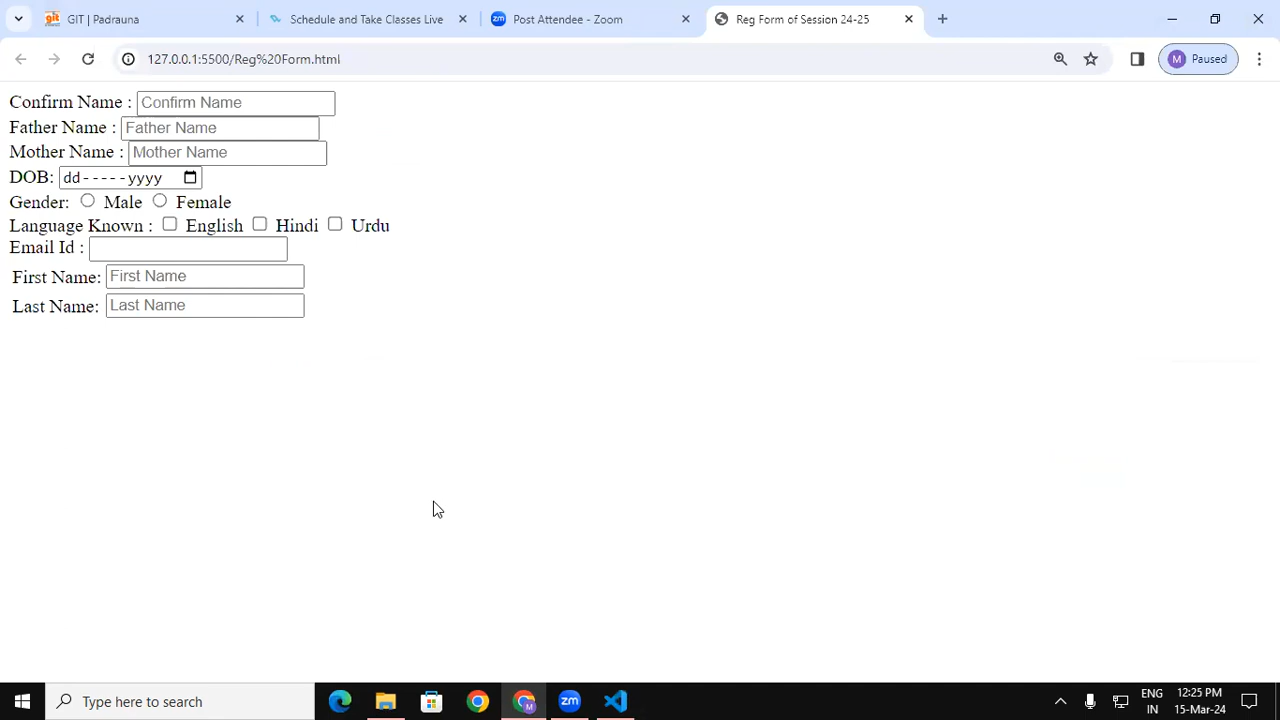 git GIT | Padrauna
Schedule and Take Classes Live
zm Post Attendee - Zoom
Reg Form of Session 24-25
127.0.0.1:5500/Reg%20Form.html
M Paused
Confirm Name : Confirm Name
Father Name : Father Name
Mother Name : Mother Name
DOB: dd-----yyyy
Gender: Male Female
Language Known : English Hindi Urdu
Email Id :
First Name: First Name
Last Name: Last Name
Type here to search
M
zm
ENG
IN
12:25 PM
15-Mar-24